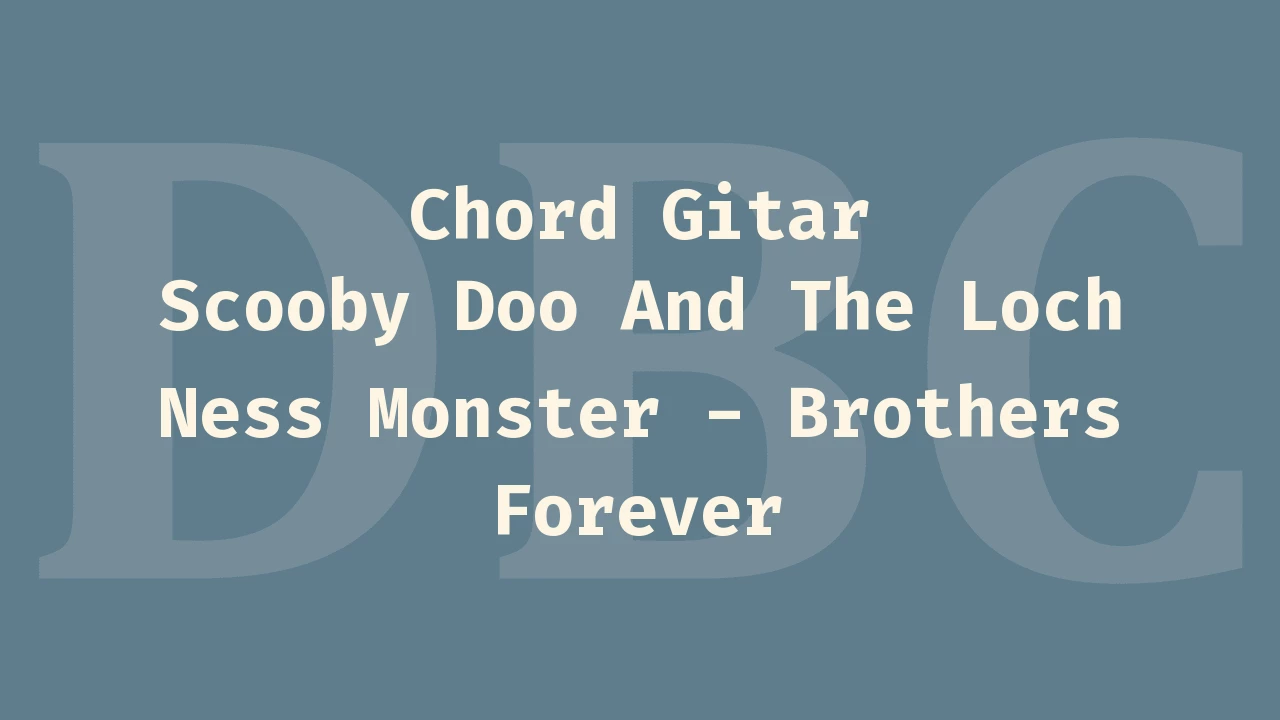 DBC
Chord Gitar
Scooby Doo And The Loch
Ness Monster – Brothers
Forever